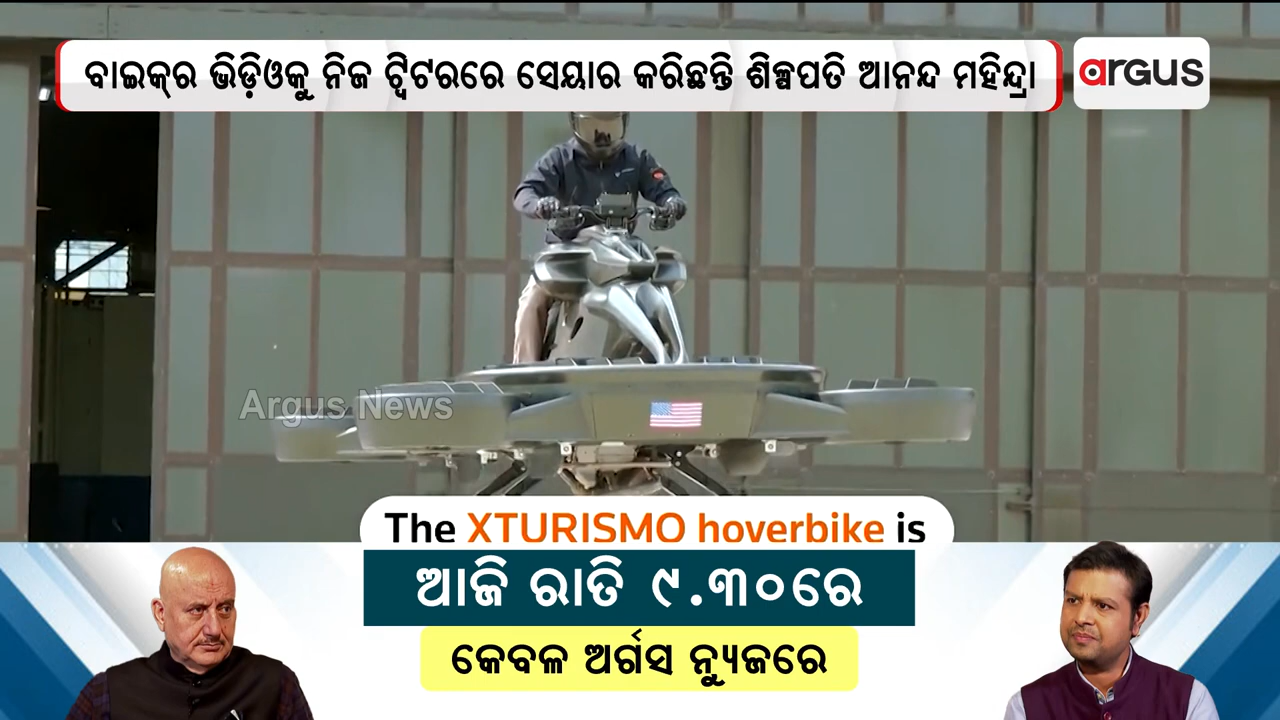 ବାଇକ୍‌ର ଭିଡ଼ିଓକୁ ନିଜ ଟ୍ୱିଟରରେ ସେୟାର କରିଛନ୍ତି ଶିଳ୍ପପତି ଆନନ୍ଦ ମହିନ୍ଦ୍ରା
argus
Argus News
The XTURISMO hoverbike is
ଆଜି ରାତି ୯.୩୦ରେ
କେବଳ ଅର୍ଗସ ନ୍ୟୁଜରେ